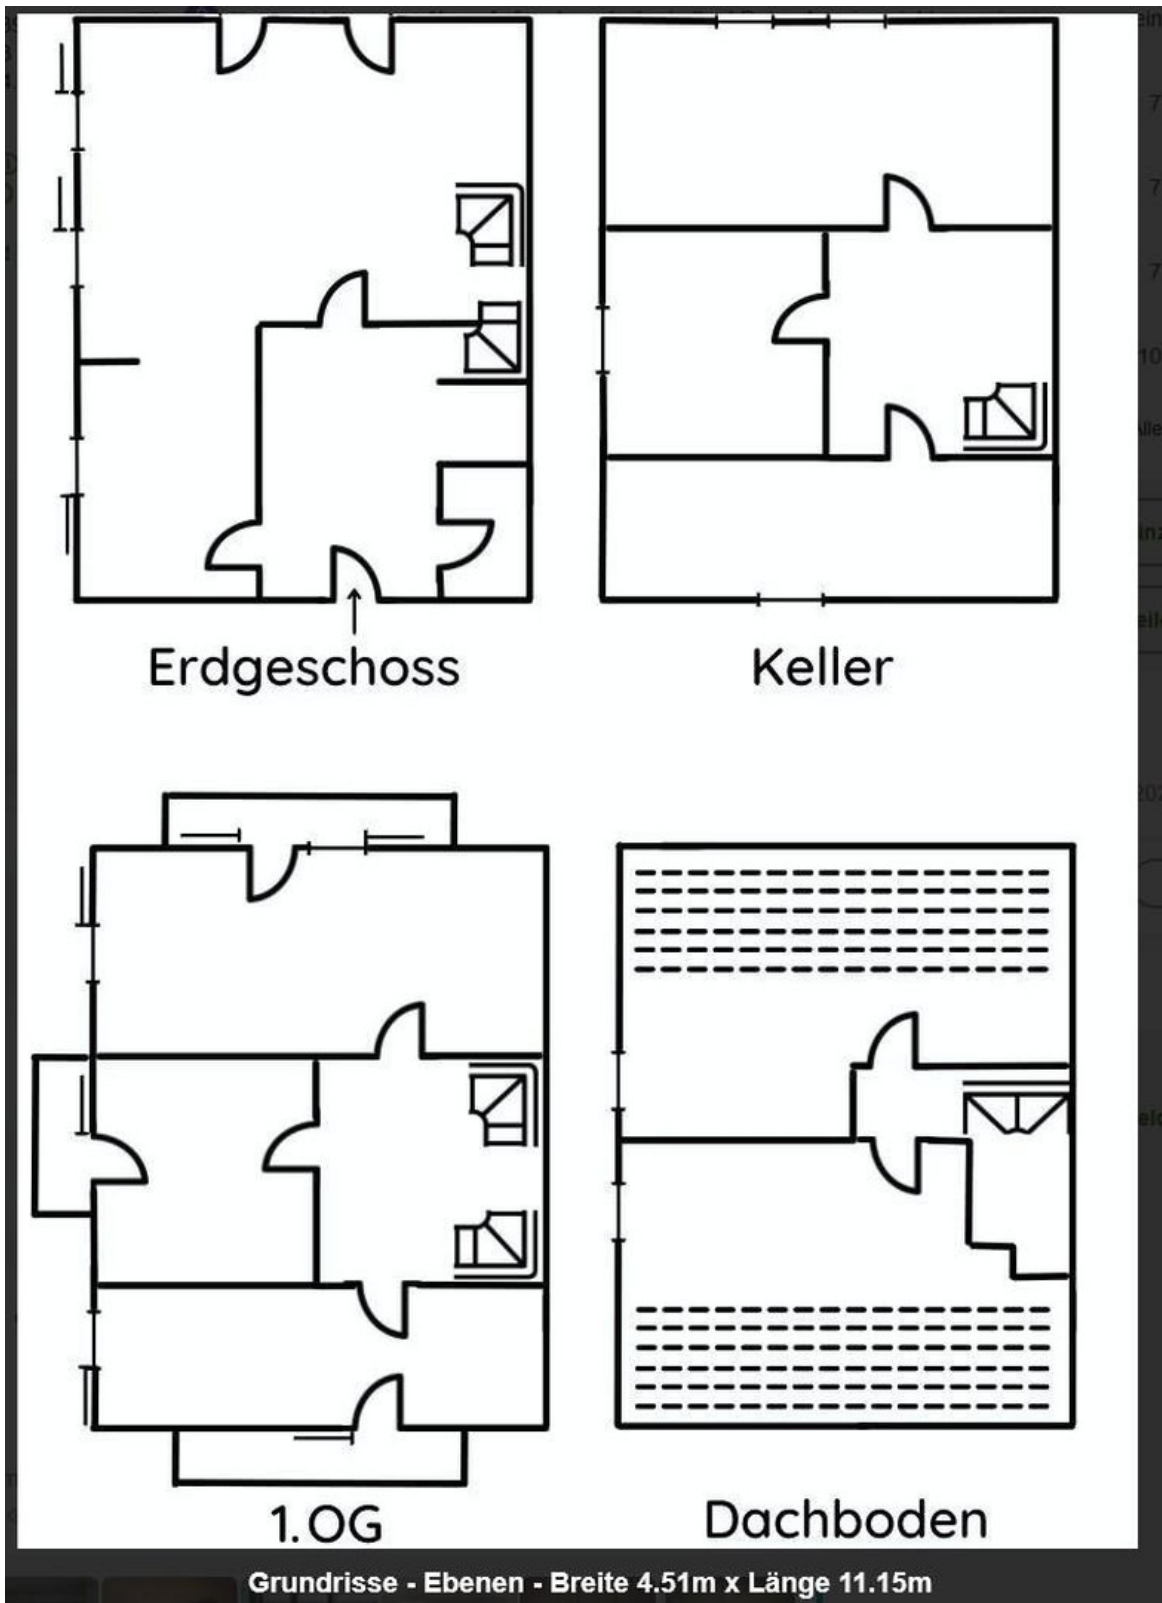 Erdgeschoss
Keller
1.OG
Dachboden
Grundrisse - Ebenen - Breite 4.51m x Länge 11.15m